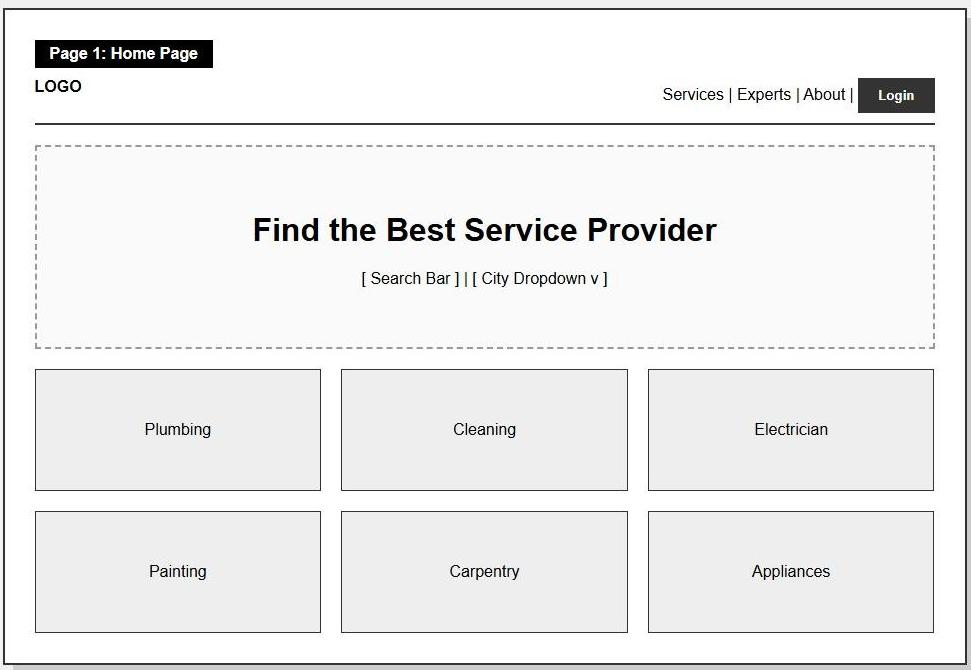 Page 1: Home Page
LOGO
Services | Experts | About | Login
Find the Best Service Provider
[ Search Bar ] | [ City Dropdown v ]
Plumbing
Cleaning
Electrician
Painting
Carpentry
Appliances